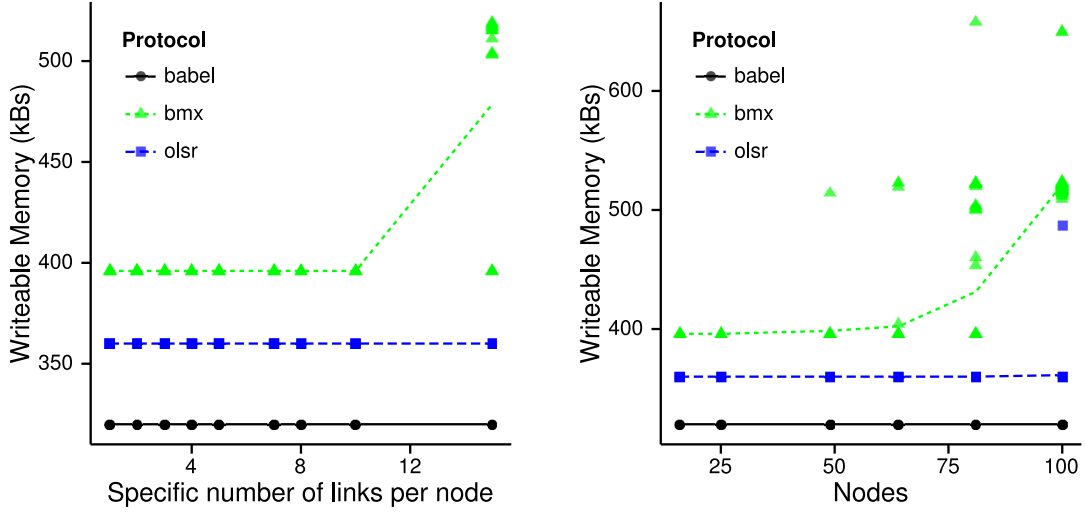 Writeable Memory (kBs)
500
450
400
350
Protocol
babel
bmx
olsr
4
8
12
Specific number of links per node
Writeable Memory (kBs)
600
500
400
Protocol
babel
bmx
olsr
25
50
75
100
Nodes